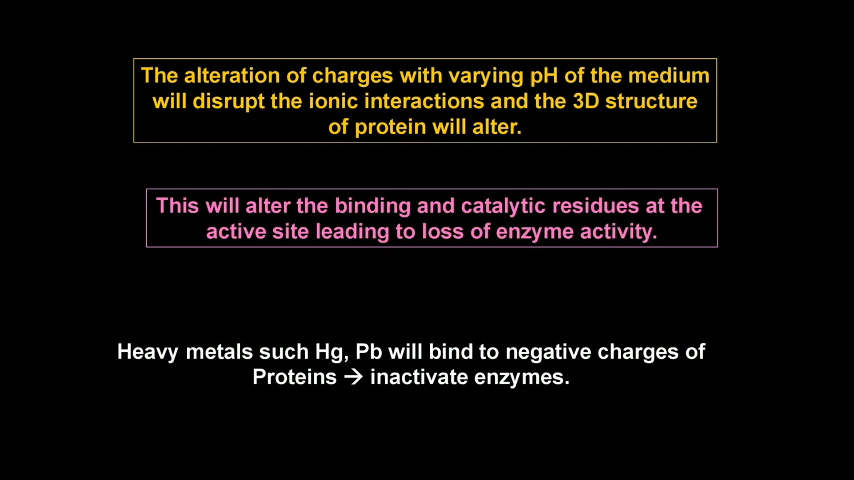 The alteration of charges with varying pH of the medium
will disrupt the ionic interactions and the 3D structure
of protein will alter.
This will alter the binding and catalytic residues at the
active site leading to loss of enzyme activity.
Heavy metals such Hg, Pb will bind to negative charges of
Proteins → inactivate enzymes.